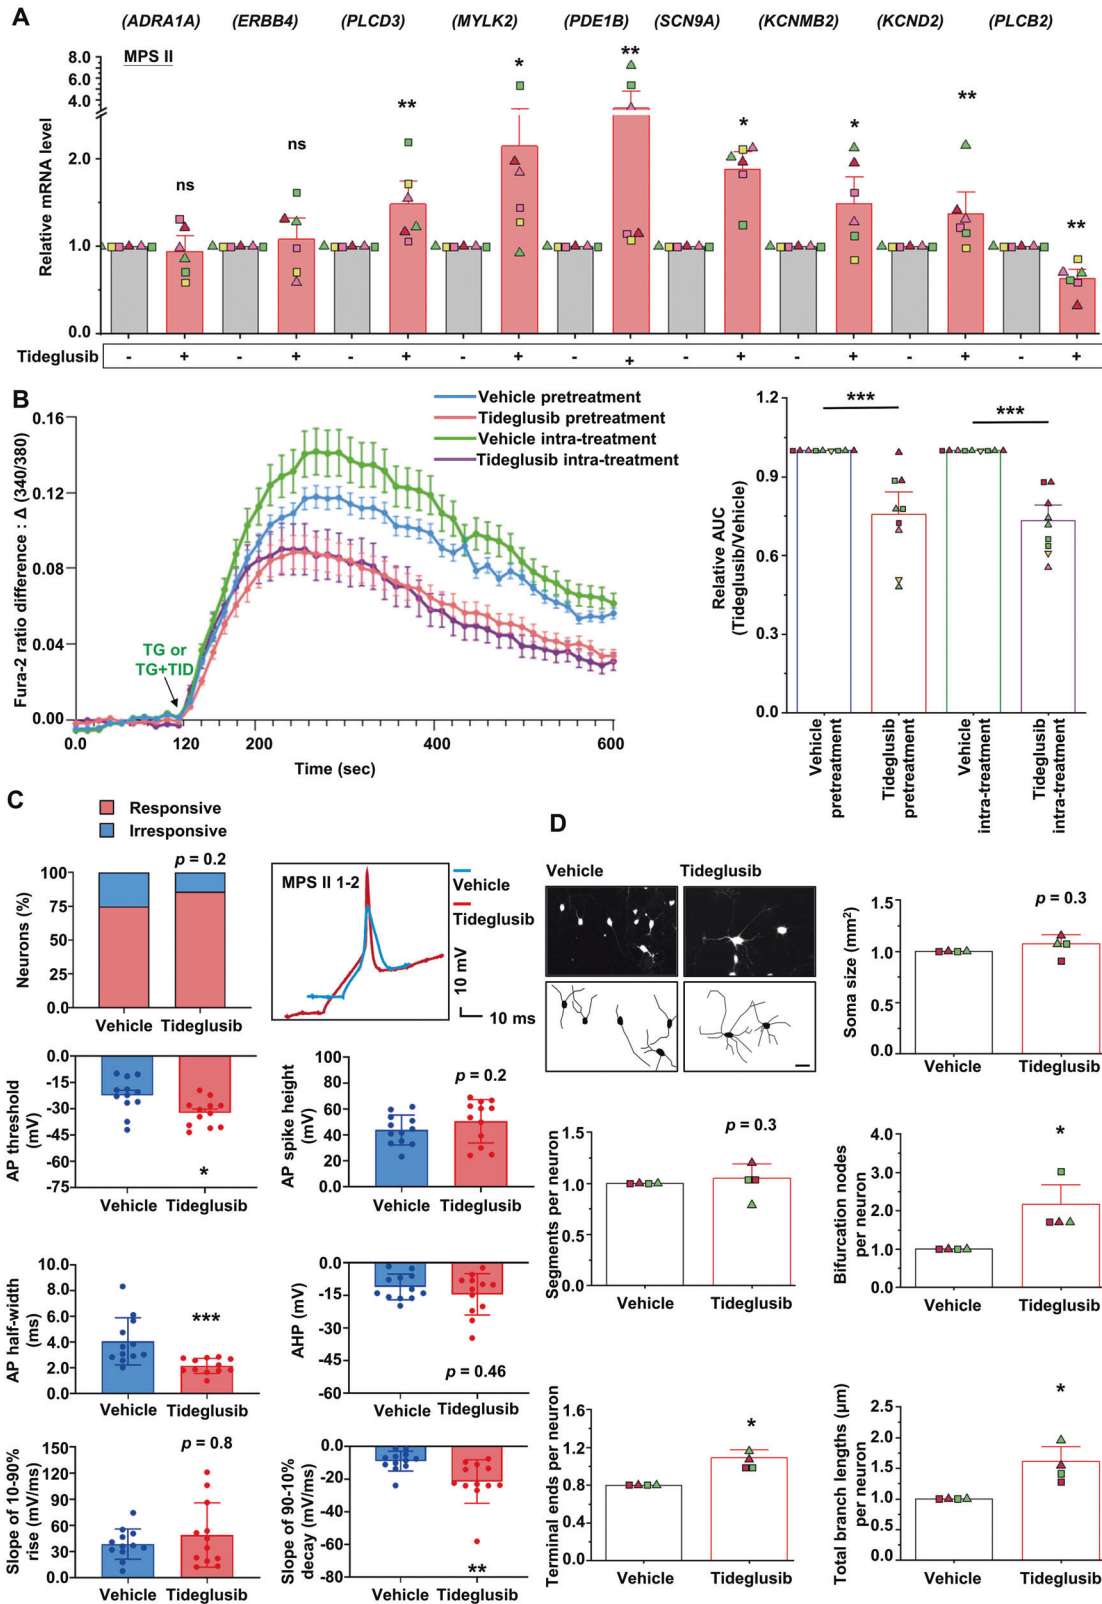 A
(ADRA1A) (ERBB4) (PLCD3) (MYLK2) (PDE1B) (SCN9A) (KCNMB2) (KCND2) (PLCB2)
MPS II
Relative mRNA level
8.0
6.0
4.0
2.0
1.0
0.0
ns ns ** * ** * * ** **
Tideglusib - + - + - + - + - + - + - + - + - +
B
Fura-2 ratio difference : Δ (340/380)
0.16
0.12
0.08
0.04
0.00
Vehicle pretreatment
Tideglusib pretreatment
Vehicle intra-treatment
Tideglusib intra-treatment
TG or
TG+TID
0.0 120 200 400 600
Time (sec)
Relative AUC
(Tideglusib/Vehicle)
1.2
0.9
0.6
0.3
0.0
*** ***
Vehicle
pretreatment
Tideglusib
pretreatment
Vehicle
intra-treatment
Tideglusib
intra-treatment
C
Responsive
Irresponsive
Neurons (%)
100
75
50
25
0.0
p = 0.2
Vehicle Tideglusib
MPS II 1-2
Vehicle
Tideglusib
10 mV
10 ms
AP threshold
(mV)
0.0
-15
-30
-45
-60
-75
*
Vehicle Tideglusib
AP spike height
(mV)
100
80
60
40
20
0
p = 0.2
Vehicle Tideglusib
AP half-width
(ms)
10.0
8.0
6.0
4.0
2.0
0.0
***
Vehicle Tideglusib
AHP (mV)
0.0
-15
-30
-45
-60
p = 0.46
Vehicle Tideglusib
Slope of 10-90%
rise (mV/ms)
150
120
90
60
30
0.0
p = 0.8
Vehicle Tideglusib
Slope of 90-10%
decay (mV/ms)
0.0
-20
-40
-60
-80
**
Vehicle Tideglusib
D
Vehicle Tideglusib
Soma size (mm²)
1.5
1.0
0.5
0.0
p = 0.3
Vehicle Tideglusib
Segments per neuron
1.5
1.0
0.5
0.0
p = 0.3
Vehicle Tideglusib
Bifurcation nodes
per neuron
4.0
3.0
2.0
1.0
0.0
*
Vehicle Tideglusib
Terminal ends per neuron
1.6
1.2
0.8
0.4
0.0
*
Vehicle Tideglusib
Total branch lengths (μm)
per neuron
2.5
2.0
1.5
1.0
0.5
0.0
*
Vehicle Tideglusib